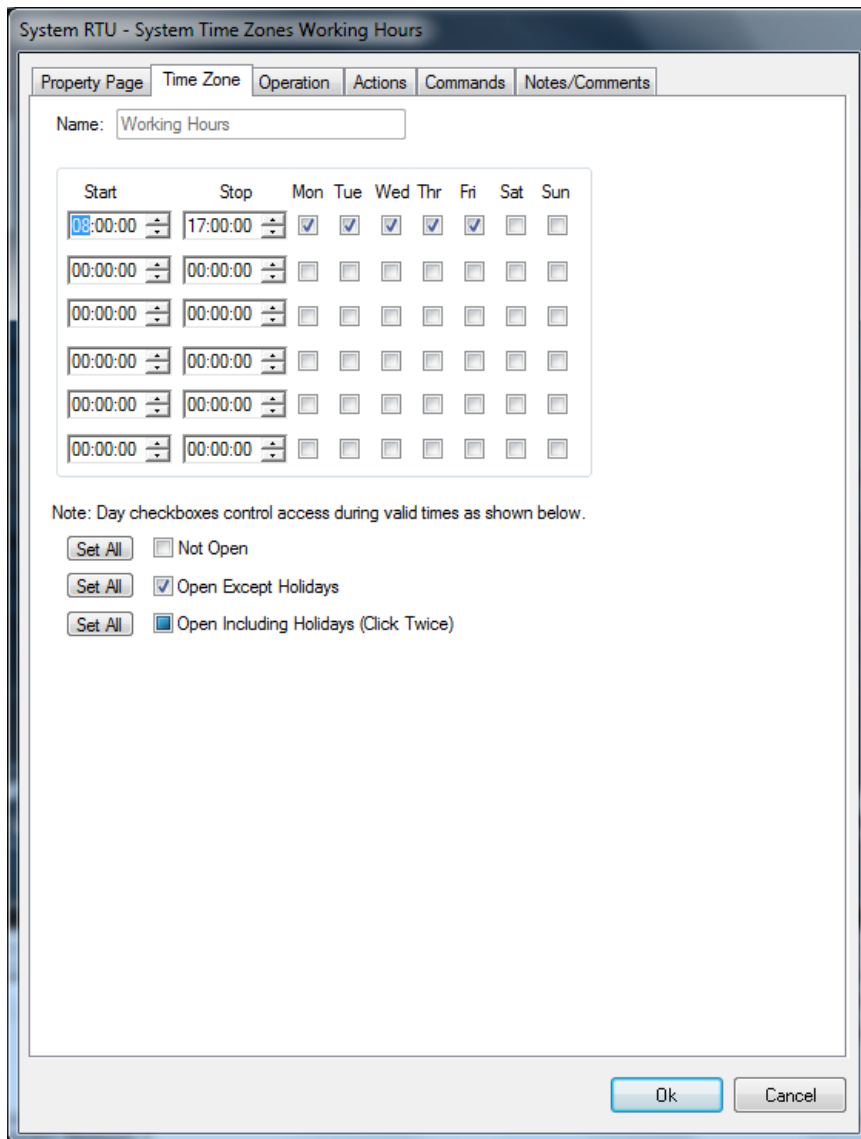 System RTU - System Time Zones Working Hours
Property Page Time Zone Operation Actions Commands Notes/Comments
Name: Working Hours
Start Stop Mon Tue Wed Thr Fri Sat Sun
08:00:00 17:00:00
00:00:00 00:00:00
00:00:00 00:00:00
00:00:00 00:00:00
00:00:00 00:00:00
00:00:00 00:00:00
Note: Day checkboxes control access during valid times as shown below.
Set All Not Open
Set All Open Except Holidays
Set All Open Including Holidays (Click Twice)
Ok Cancel